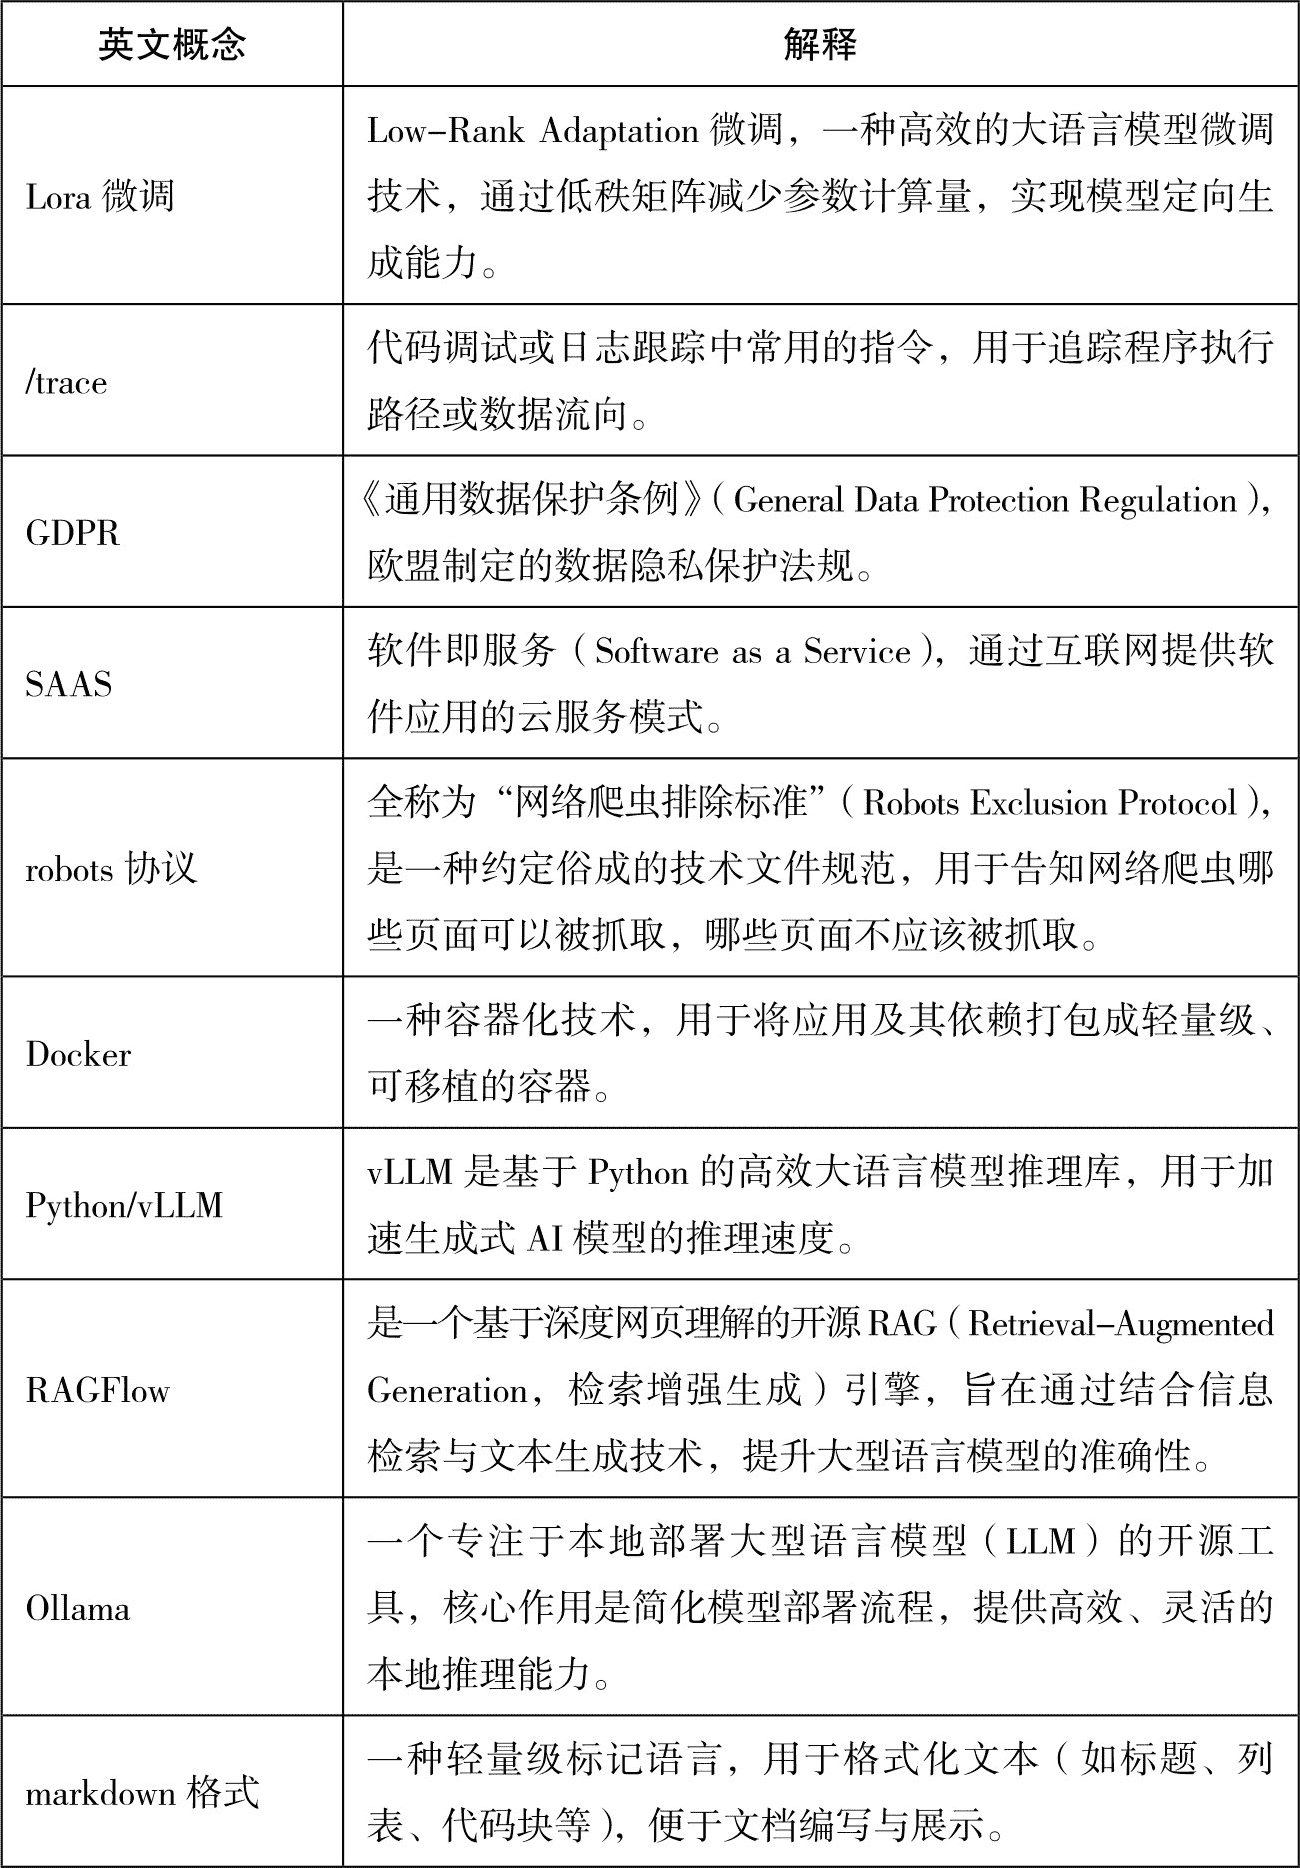 英文概念 解释
Lora 微调
Low-Rank Adaptation 微调，一种高效的大语言模型微调
技术，通过低秩矩阵减少参数计算量，实现模型定向生
成能力。
/trace
代码调试或日志跟踪中常用的指令，用于追踪程序执行
路径或数据流向。
GDPR
《通用数据保护条例》（General Data Protection Regulation），
欧盟制定的数据隐私保护法规。
SAAS
软件即服务（Software as a Service），通过互联网提供软
件应用的云服务模式。
robots 协议
全称为“网络爬虫排除标准”（Robots Exclusion Protocol），
是一种约定俗成的技术文件规范，用于告知网络爬虫哪
些页面可以被抓取，哪些页面不应该被抓取。
Docker
一种容器化技术，用于将应用及其依赖打包成轻量级、
可移植的容器。
Python/vLLM
vLLM 是基于 Python 的高效大语言模型推理库，用于加
速生成式 AI 模型的推理速度。
RAGFlow
是一个基于深度网页理解的开源 RAG（Retrieval-Augmented
Generation，检索增强生成）引擎，旨在通过结合信息
检索与文本生成技术，提升大型语言模型的准确性。
Ollama
一个专注于本地部署大型语言模型（LLM）的开源工
具，核心作用是简化模型部署流程，提供高效、灵活的
本地推理能力。
markdown 格式
一种轻量级标记语言，用于格式化文本（如标题、列
表、代码块等），便于文档编写与展示。